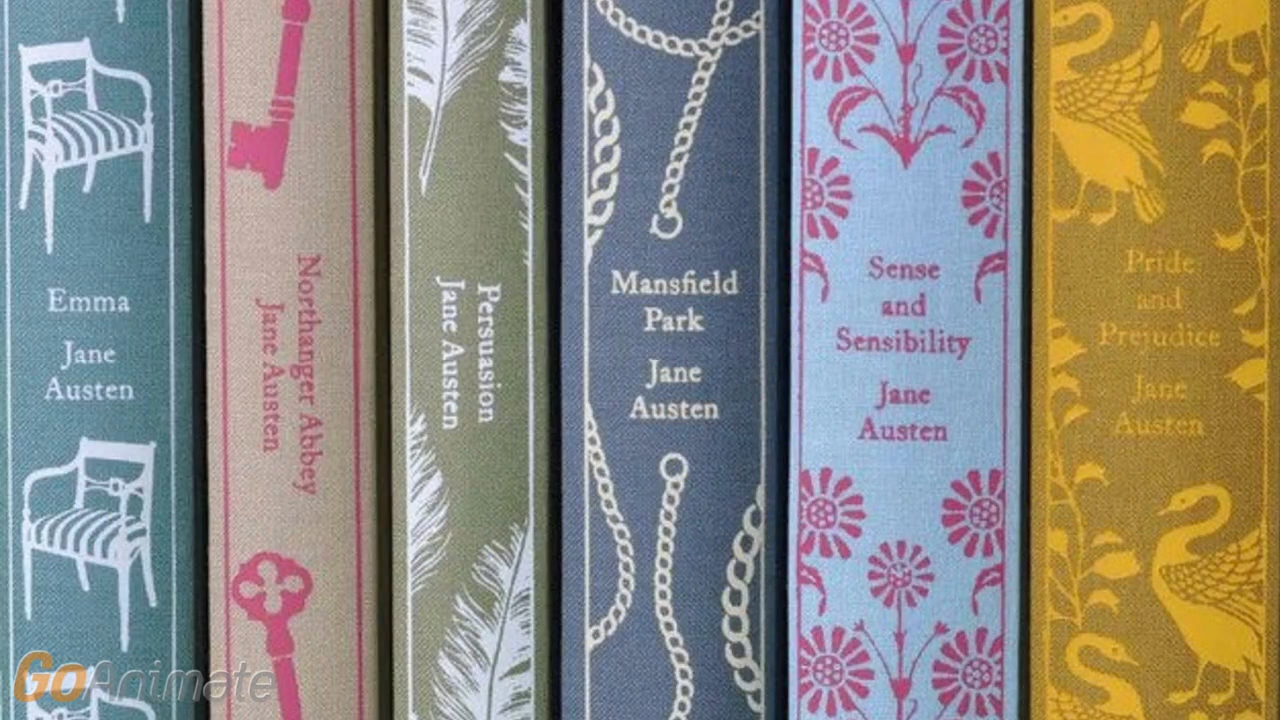 Emma
Jane
Austen
Northanger Abbey
Jane Austen
Persuasion
Jane Austen
Mansfield
Park
Jane
Austen
Sense
and
Sensibility
Jane
Austen
Pride
and
Prejudice
Jane
Austen
GoAnimate